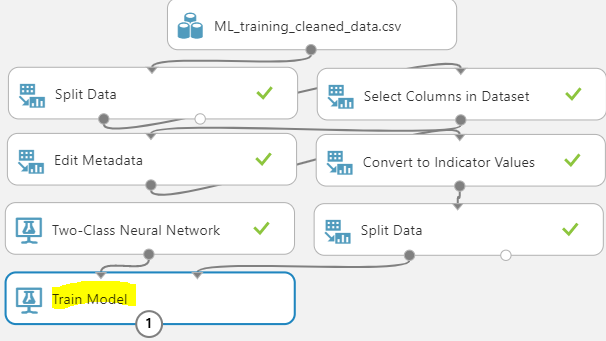 ML_training_cleaned_data.csv
Split Data
Select Columns in Dataset
Edit Metadata
Convert to Indicator Values
Two-Class Neural Network
Split Data
Train Model
1